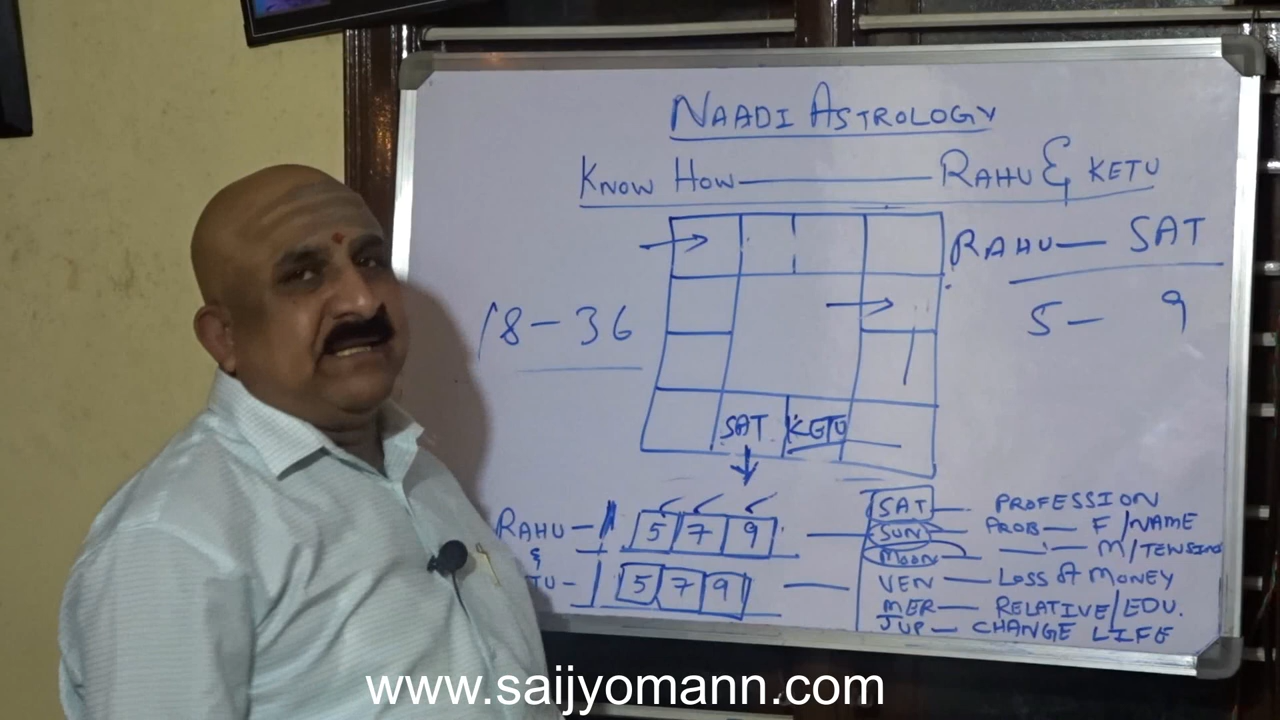 NAADI ASTROLOGY
KNOW HOW — RAHU & KETU
RAHU — SAT
5 - 9
18 - 36
SAT KETU
RAHU - 5 7 9
&
TU - 5 7 9
SAT — PROFESSION
SUN — PROB — F/NAME
MOON — " — M/TENSION
VEN — LOSS OF MONEY
MER — RELATIVE/EDU.
JUP — CHANGE LIFE
www.saijyomann.com